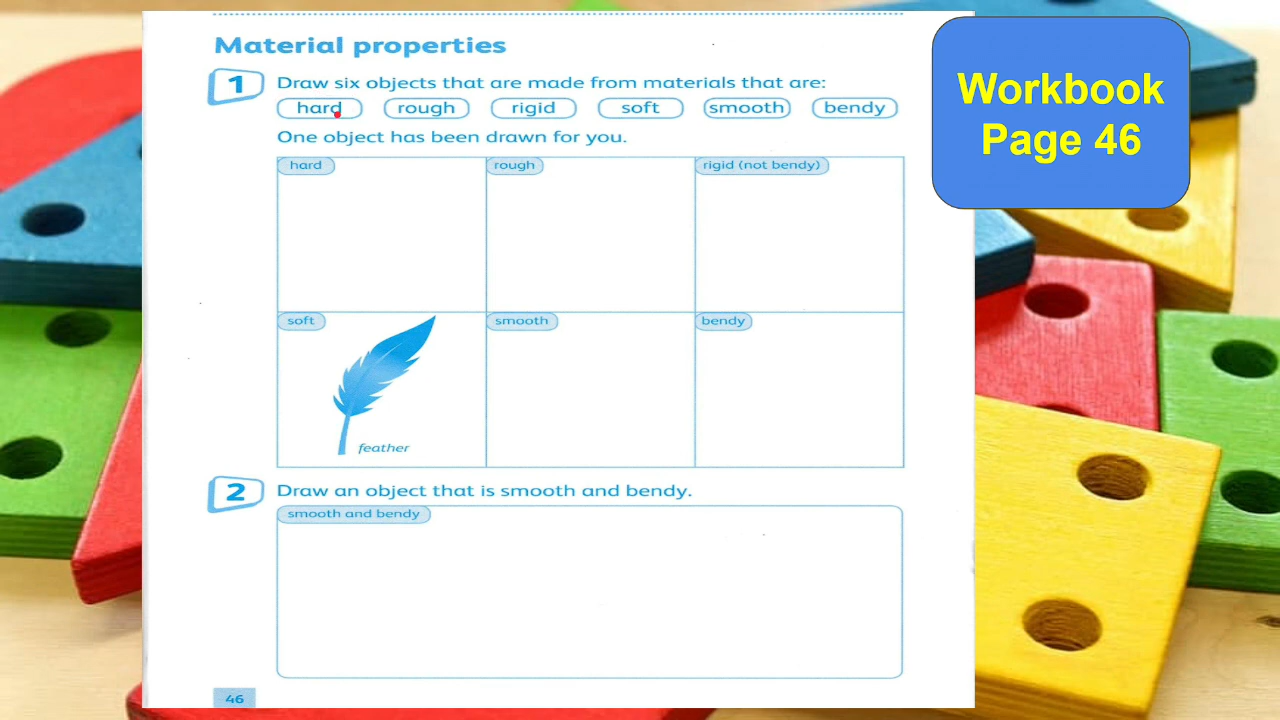 Material properties
1 Draw six objects that are made from materials that are:
hard rough rigid soft smooth bendy
One object has been drawn for you.
hard rough rigid (not bendy)
soft smooth bendy
feather
2 Draw an object that is smooth and bendy.
smooth and bendy
46
Workbook
Page 46